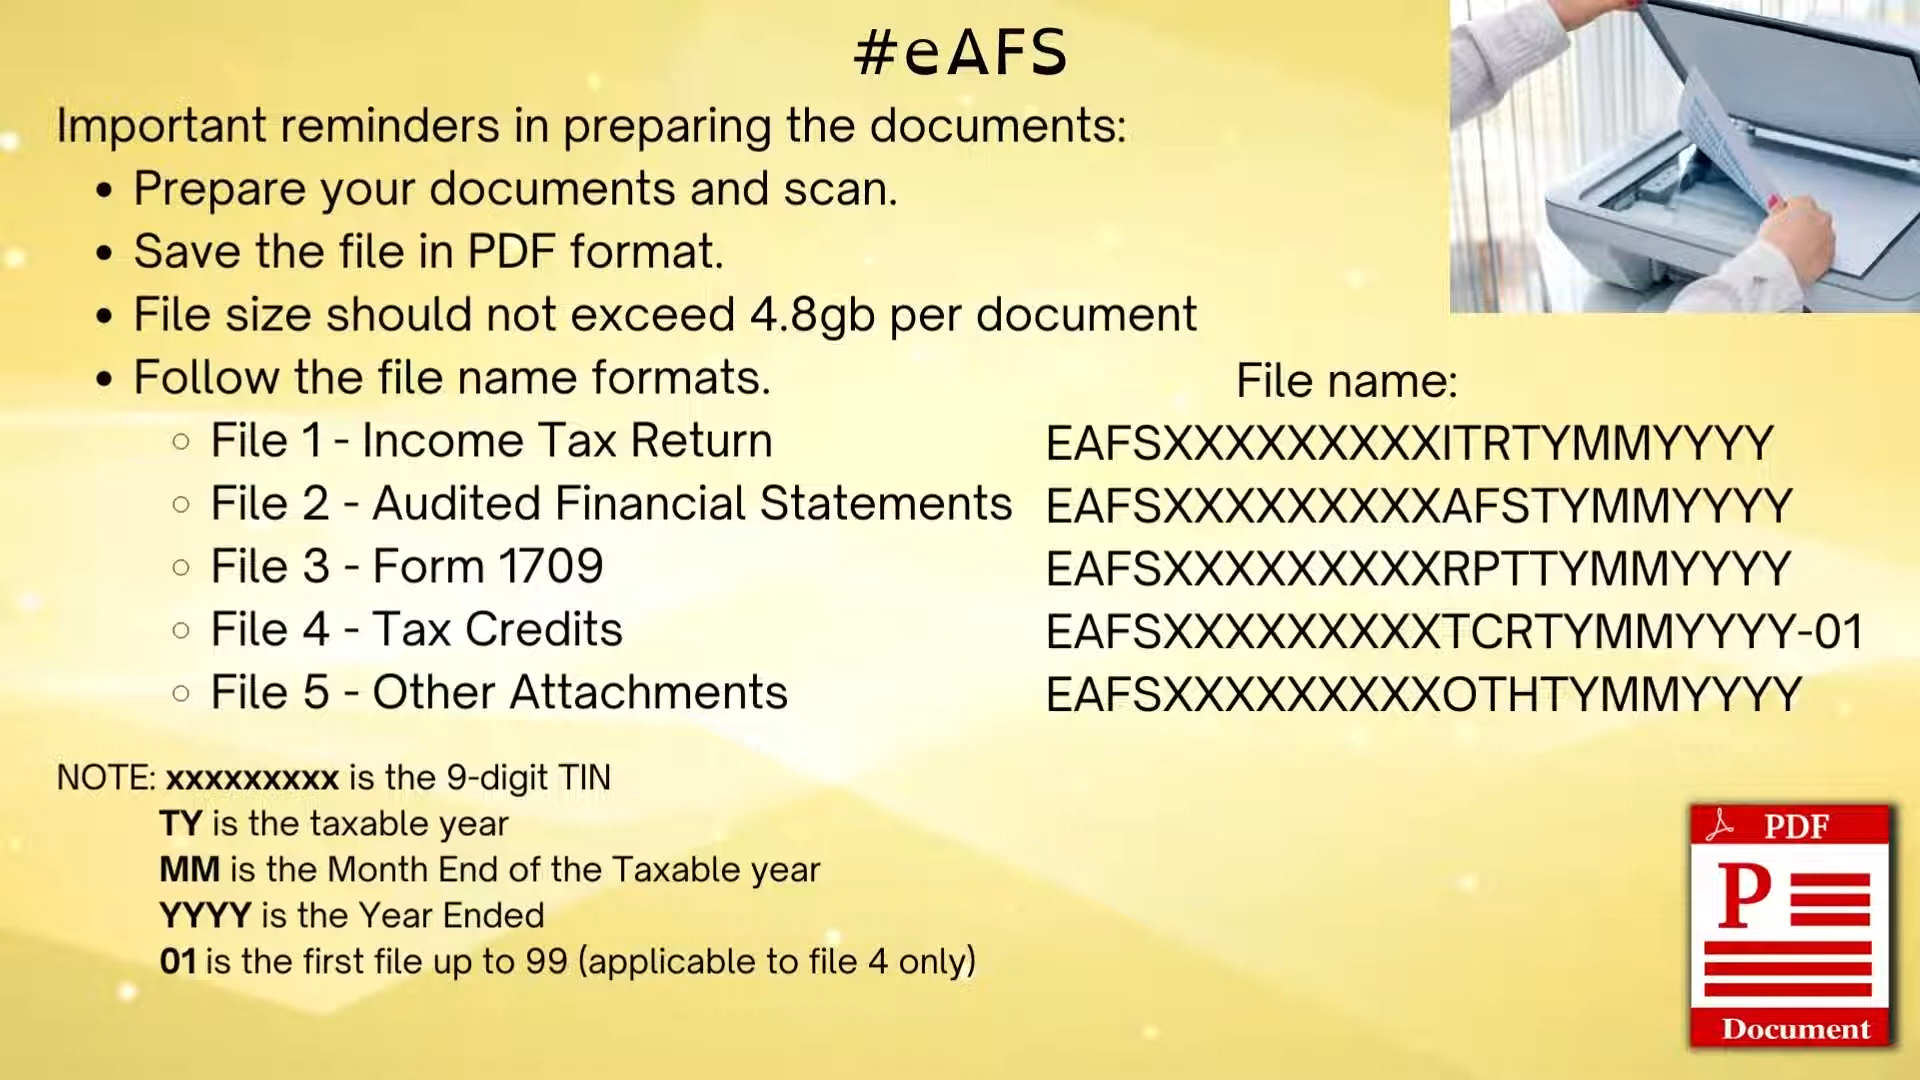 #eAFS
Important reminders in preparing the documents:
• Prepare your documents and scan.
• Save the file in PDF format.
• File size should not exceed 4.8gb per document
• Follow the file name formats.
File name:
○ File 1 - Income Tax Return EAFSXXXXXXXXXITRTYMMYYYY
○ File 2 - Audited Financial Statements EAFSXXXXXXXXXAFSTYMMYYYY
○ File 3 - Form 1709 EAFSXXXXXXXXXRPTTYMMYYYY
○ File 4 - Tax Credits EAFSXXXXXXXXXTCRTYMMYYYY-01
○ File 5 - Other Attachments EAFSXXXXXXXXXOTHTYMMYYYY
NOTE: xxxxxxxxx is the 9-digit TIN
TY is the taxable year
MM is the Month End of the Taxable year
YYYY is the Year Ended
01 is the first file up to 99 (applicable to file 4 only)
PDF
P
Document